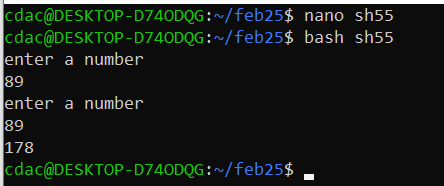 cdac@DESKTOP-D74ODQG:~/feb25$ nano sh55
cdac@DESKTOP-D74ODQG:~/feb25$ bash sh55
enter a number
89
enter a number
89
178
cdac@DESKTOP-D74ODQG:~/feb25$